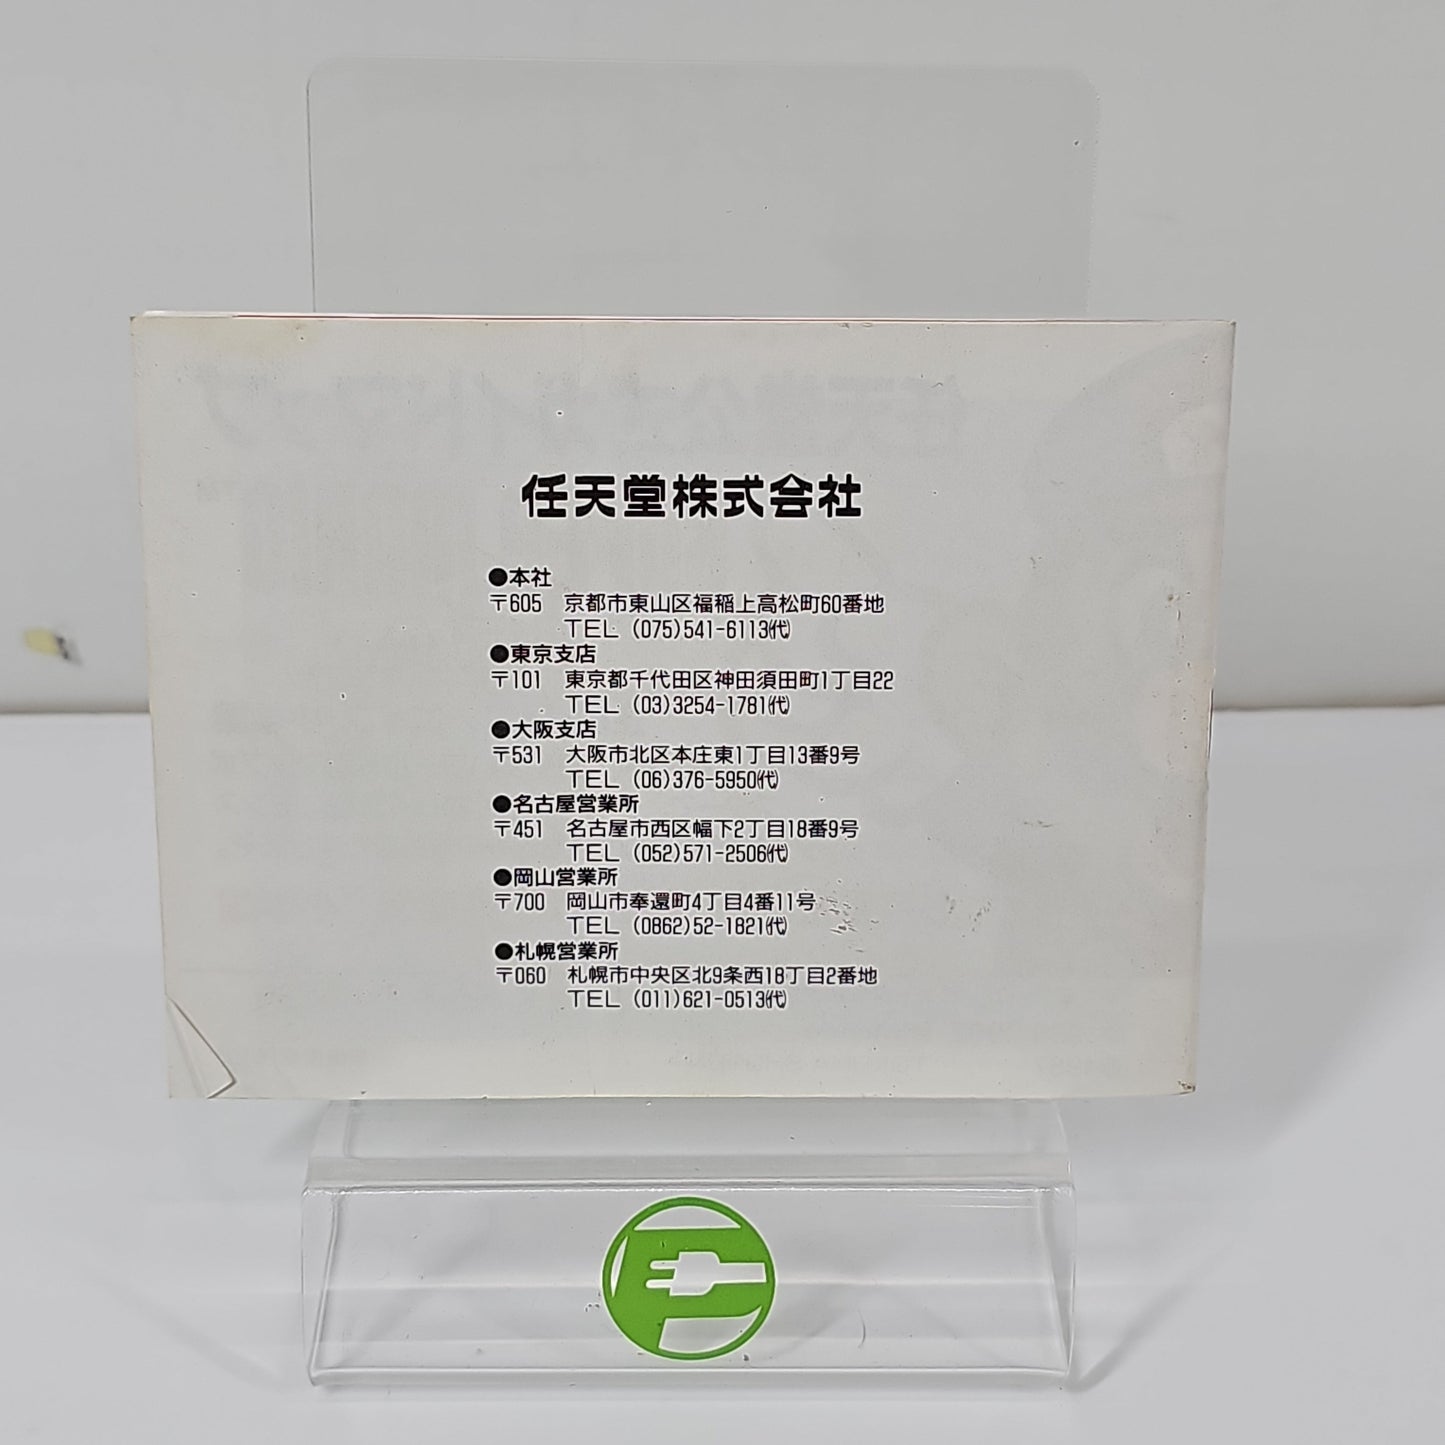 任天堂株式会社
●本社
〒605 京都市東山区福稲上高松町60番地
TEL (075)541-6113㈹
●東京支店
〒101 東京都千代田区神田須田町1丁目22
TEL (03)3254-1781㈹
●大阪支店
〒531 大阪市北区本庄東1丁目13番9号
TEL (06)376-5950㈹
●名古屋営業所
〒451 名古屋市西区幅下2丁目18番9号
TEL (052)571-2506㈹
●岡山営業所
〒700 岡山市奉還町4丁目4番11号
TEL (0862)52-1821㈹
●札幌営業所
〒060 札幌市中央区北9条西18丁目2番地
TEL (011)621-0513㈹